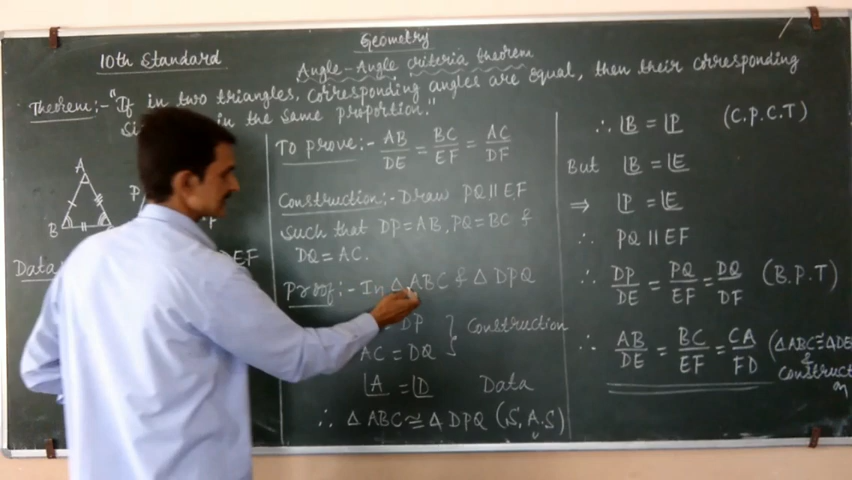 Geometry
10th Standard
Angle-Angle criteria theorem
Theorem:- "If in two triangles, corresponding angles are equal, then their corresponding
in the same proportion."
A
B
Data
EF
To prove:- AB/DE = BC/EF = AC/DF
Construction:- Draw PQ || EF
such that DP = AB, PQ = BC &
DQ = AC.
Proof:- In △ ABC & △ DPQ
DP } Construction
AC = DQ
∠A = ∠D Data
∴ △ ABC ≅ △ DPQ (S.A.S)
∴ ∠B = ∠P (C.P.C.T)
But ∠B = ∠E
⇒ ∠P = ∠E
∴ PQ || EF
∴ DP/DE = PQ/EF = DQ/DF (B.P.T)
∴ AB/DE = BC/EF = CA/FD (△ABC ≅ △DE
&
Construct